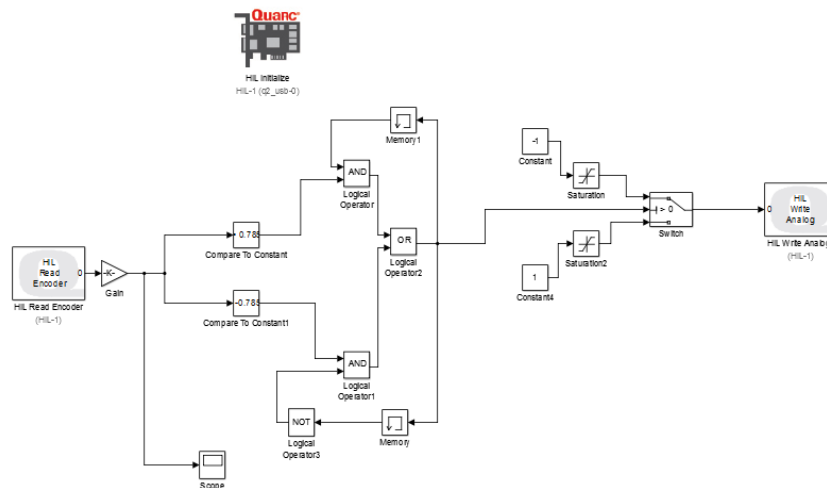 QUARC
HIL Initialize
HIL-1 (q2_usb-0)
Memory1
AND
Logical
Operator
-1
Constant
Saturation
HIL
Write
Analog
0
HIL Write Analog
(HIL-1)
> 0
Switch
0.785
Compare To Constant
OR
Logical
Operator2
HIL
Read
Encoder
0
HIL Read Encoder
(HIL-1)
-K-
Gain
1
Constant4
Saturation2
-0.785
Compare To Constant1
AND
Logical
Operator1
NOT
Logical
Operator3
Memory
Scope